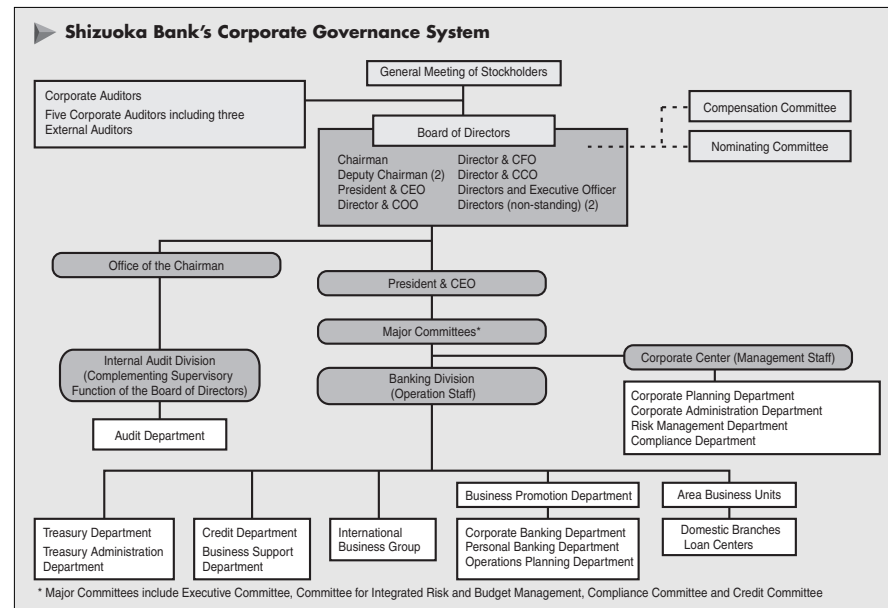 Shizuoka Bank's Corporate Governance System
General Meeting of Stockholders
Corporate Auditors
Five Corporate Auditors including three
External Auditors
Compensation Committee
Nominating Committee
Board of Directors
Chairman
Deputy Chairman (2)
President & CEO
Director & COO
Director & CFO
Director & CCO
Directors and Executive Officer
Directors (non-standing) (2)
Office of the Chairman
President & CEO
Major Committees*
Internal Audit Division
(Complementing Supervisory
Function of the Board of Directors)
Banking Division
(Operation Staff)
Corporate Center (Management Staff)
Corporate Planning Department
Corporate Administration Department
Risk Management Department
Compliance Department
Audit Department
Business Promotion Department
Area Business Units
Treasury Department
Treasury Administration
Department
Credit Department
Business Support
Department
International
Business Group
Corporate Banking Department
Personal Banking Department
Operations Planning Department
Domestic Branches
Loan Centers
* Major Committees include Executive Committee, Committee for Integrated Risk and Budget Management, Compliance Committee and Credit Committee